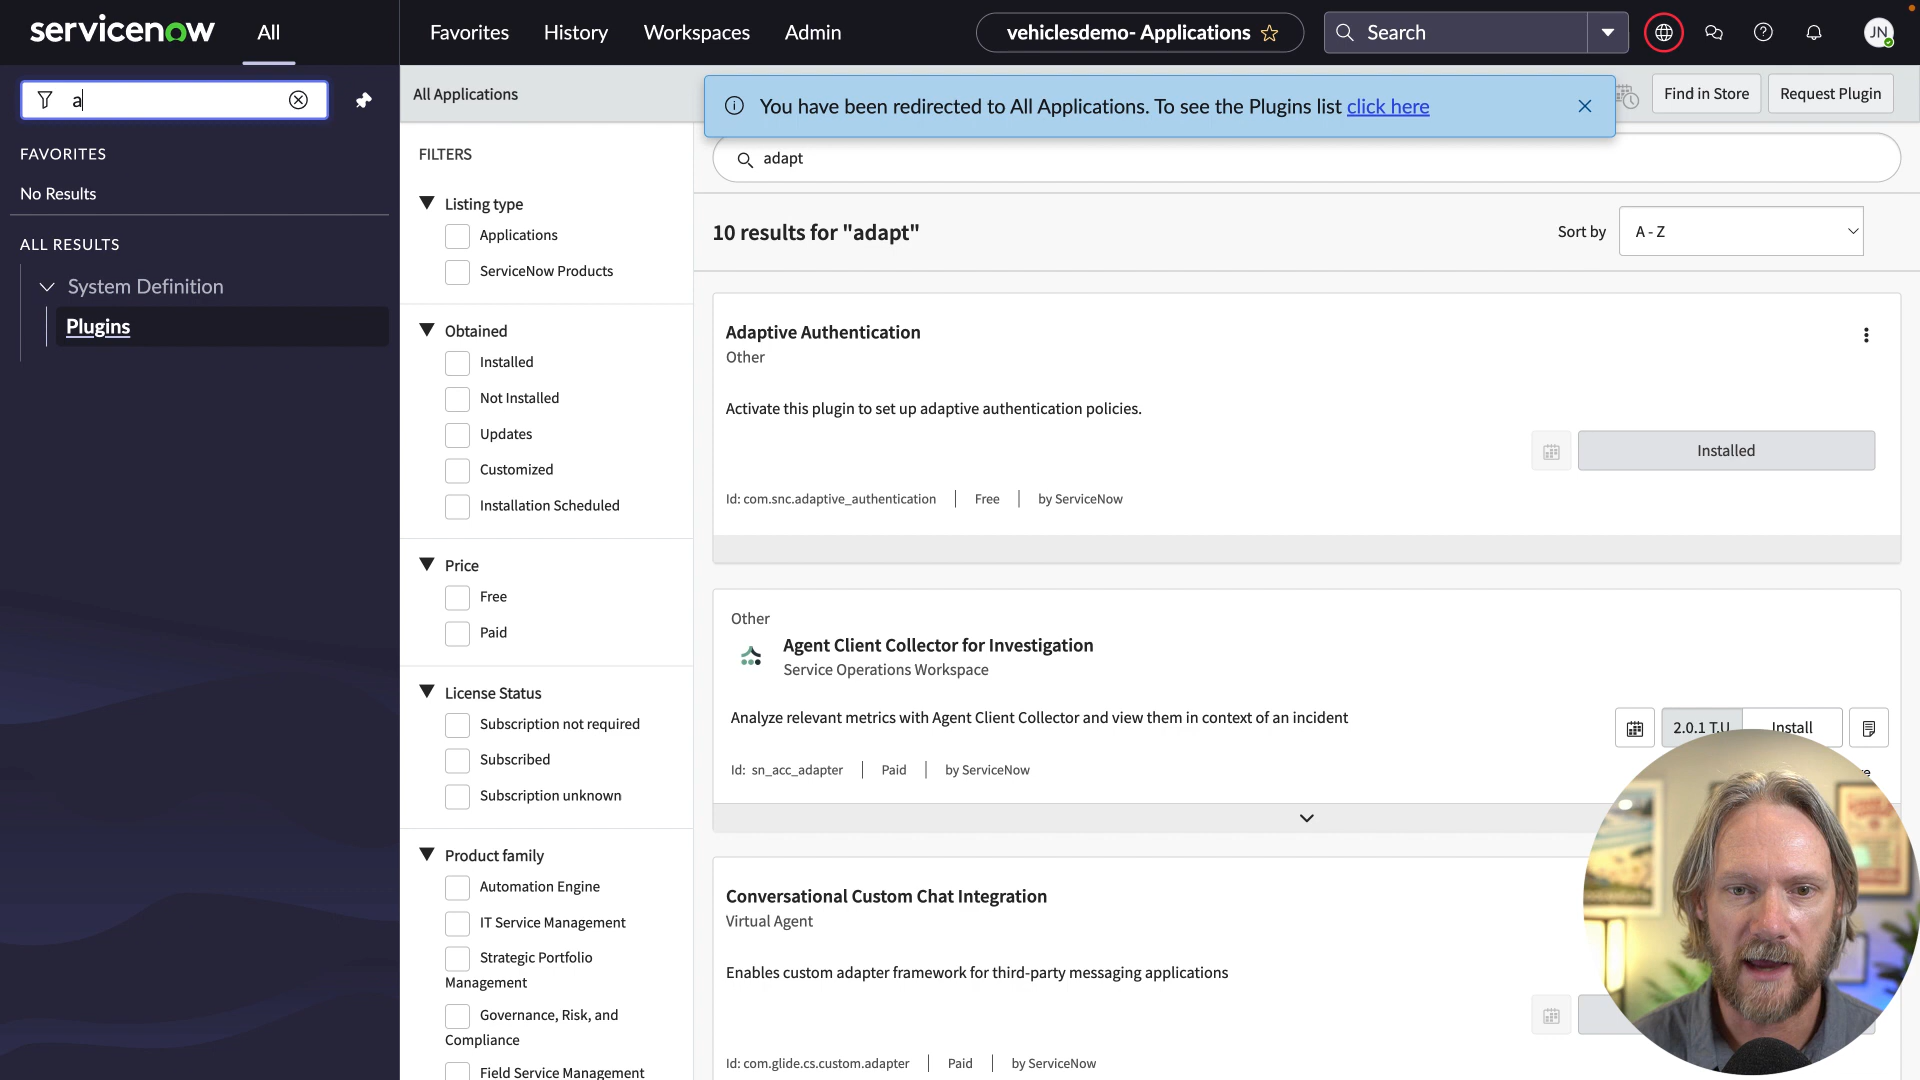 servicenow
All
Favorites
History
Workspaces
Admin
vehiclesdemo- Applications
Search
JN
a
FAVORITES
No Results
ALL RESULTS
System Definition
Plugins
All Applications
You have been redirected to All Applications. To see the Plugins list click here
Find in Store
Request Plugin
FILTERS
Listing type
Applications
ServiceNow Products
Obtained
Installed
Not Installed
Updates
Customized
Installation Scheduled
Price
Free
Paid
License Status
Subscription not required
Subscribed
Subscription unknown
Product family
Automation Engine
IT Service Management
Strategic Portfolio
Management
Governance, Risk, and
Compliance
Field Service Management
adapt
10 results for "adapt"
Sort by
A - Z
Adaptive Authentication
Other
Activate this plugin to set up adaptive authentication policies.
Installed
Id: com.snc.adaptive_authentication
Free
by ServiceNow
Other
Agent Client Collector for Investigation
Service Operations Workspace
Analyze relevant metrics with Agent Client Collector and view them in context of an incident
2.0.1
Install
Id: sn_acc_adapter
Paid
by ServiceNow
Conversational Custom Chat Integration
Virtual Agent
Enables custom adapter framework for third-party messaging applications
Id: com.glide.cs.custom.adapter
Paid
by ServiceNow